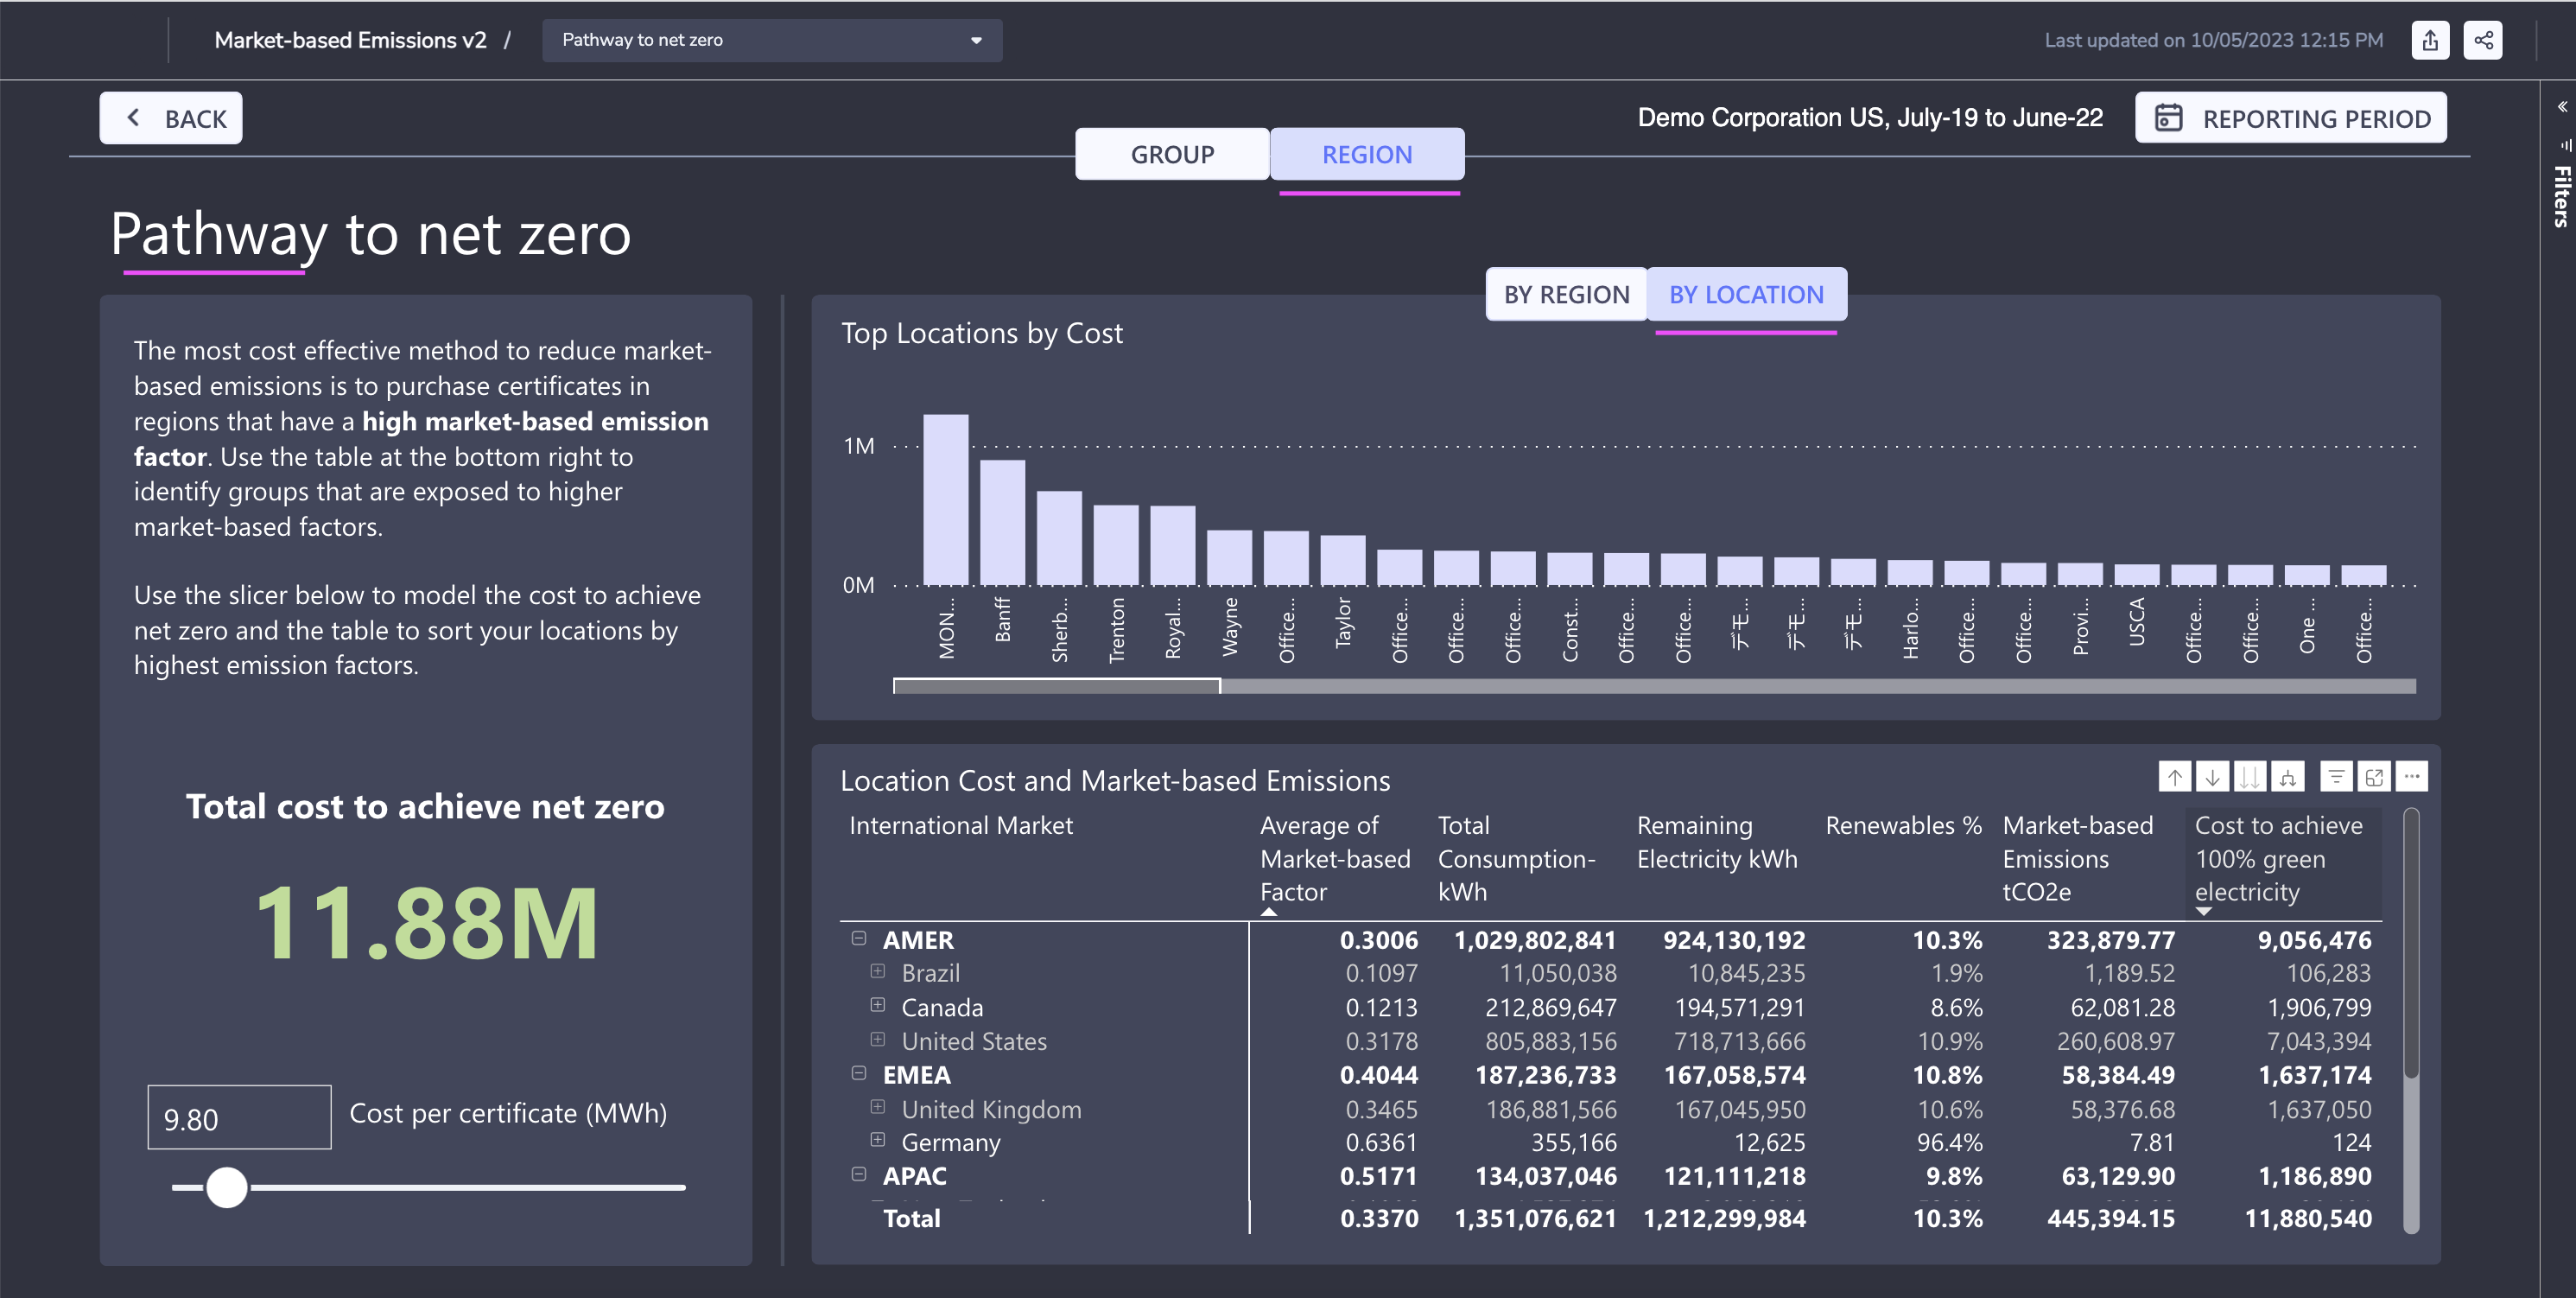 Market-based Emissions v2 /
Pathway to net zero
Last updated on 10/05/2023 12:15 PM
BACK
GROUP
REGION
Demo Corporation US, July-19 to June-22
REPORTING PERIOD
Filters
Pathway to net zero
The most cost effective method to reduce market-
based emissions is to purchase certificates in
regions that have a high market-based emission
factor. Use the table at the bottom right to
identify groups that are exposed to higher
market-based factors.
Use the slicer below to model the cost to achieve
net zero and the table to sort your locations by
highest emission factors.
Total cost to achieve net zero
11.88M
9.80
Cost per certificate (MWh)
BY REGION
BY LOCATION
Top Locations by Cost
1M
0M
MON...
Banff
Sherb...
Trenton
Royal...
Wayne
Office...
Taylor
Office...
Office...
Office...
Const...
Office...
Office...
デモ...
デモ...
デモ...
Harlo...
Office...
Office...
Provi...
USCA
Office...
Office...
One ...
Office...
Location Cost and Market-based Emissions
International Market
Average of
Market-based
Factor
Total
Consumption-
kWh
Remaining
Electricity kWh
Renewables %
Market-based
Emissions
tCO2e
Cost to achieve
100% green
electricity
AMER 0.3006 1,029,802,841 924,130,192 10.3% 323,879.77 9,056,476
Brazil 0.1097 11,050,038 10,845,235 1.9% 1,189.52 106,283
Canada 0.1213 212,869,647 194,571,291 8.6% 62,081.28 1,906,799
United States 0.3178 805,883,156 718,713,666 10.9% 260,608.97 7,043,394
EMEA 0.4044 187,236,733 167,058,574 10.8% 58,384.49 1,637,174
United Kingdom 0.3465 186,881,566 167,045,950 10.6% 58,376.68 1,637,050
Germany 0.6361 355,166 12,625 96.4% 7.81 124
APAC 0.5171 134,037,046 121,111,218 9.8% 63,129.90 1,186,890
Total 0.3370 1,351,076,621 1,212,299,984 10.3% 445,394.15 11,880,540